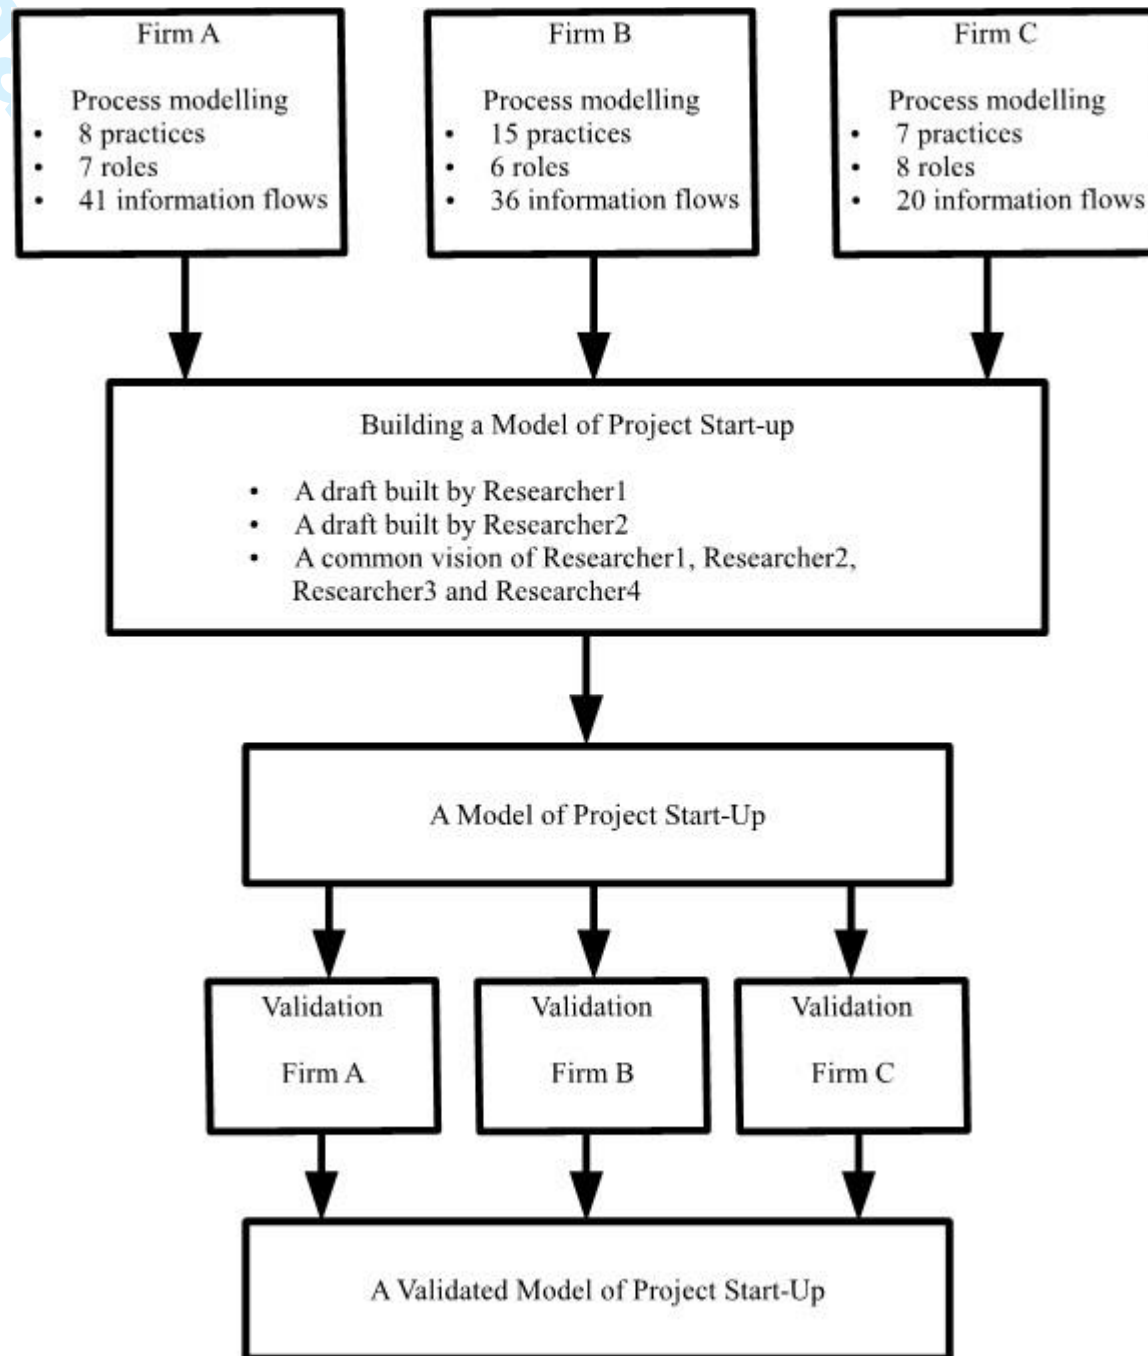 Firm A
Process modelling
• 8 practices
• 7 roles
• 41 information flows
Firm B
Process modelling
• 15 practices
• 6 roles
• 36 information flows
Firm C
Process modelling
• 7 practices
• 8 roles
• 20 information flows
Building a Model of Project Start-up
• A draft built by Researcher1
• A draft built by Researcher2
• A common vision of Researcher1, Researcher2,
Researcher3 and Researcher4
A Model of Project Start-Up
Validation
Firm A
Validation
Firm B
Validation
Firm C
A Validated Model of Project Start-Up